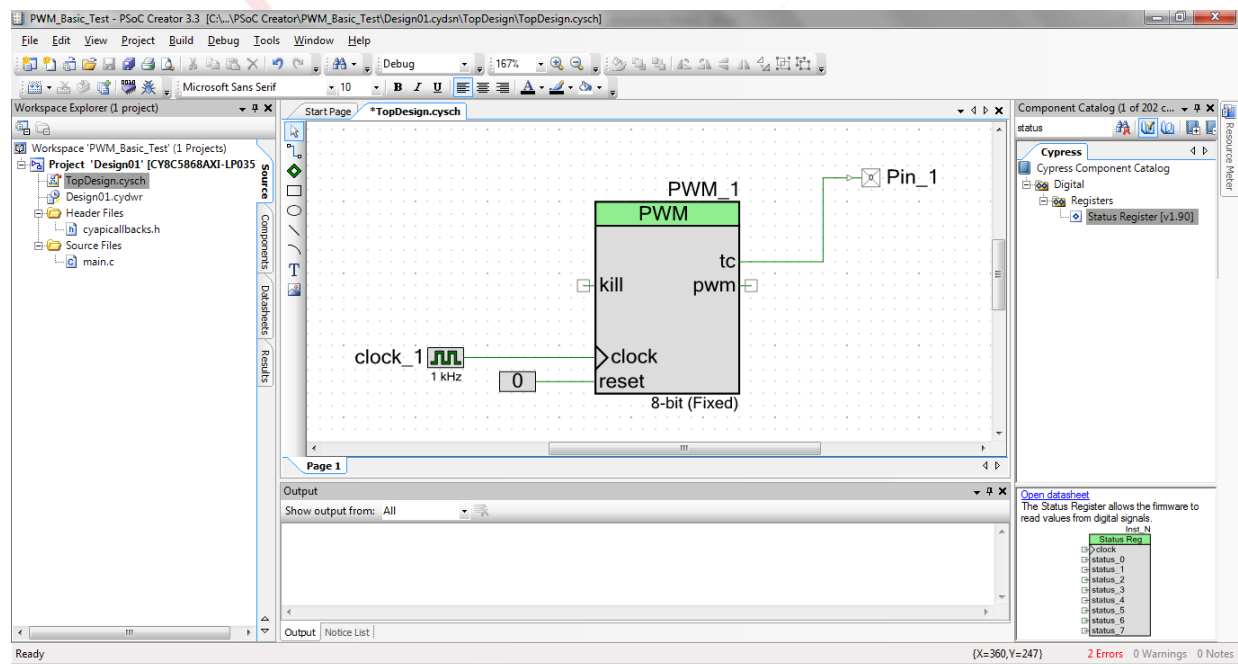 PWM_Basic_Test - PSoC Creator 3.3 [C:\...\PSoC Creator\PWM_Basic_Test\Design01.cydsn\TopDesign\TopDesign.cysch]
File Edit View Project Build Debug Tools Window Help
Debug 167%
Microsoft Sans Serif 10 B I U A
Workspace Explorer (1 project)
Workspace 'PWM_Basic_Test' (1 Projects)
Project 'Design01' [CY8C5868AXI-LP035
TopDesign.cysch
Design01.cydwr
Header Files
cyapicallbacks.h
Source Files
main.c
Source
Components
Datasheets
Results
Start Page *TopDesign.cysch
T
PWM_1
PWM
Pin_1
tc
kill pwm
clock_1 clock
1 kHz
0 reset
8-bit (Fixed)
Page 1
Output
Show output from: All
Output Notice List
Component Catalog (1 of 202 c...
status
Cypress
Cypress Component Catalog
Digital
Registers
Status Register [v1.90]
Resource Meter
Open datasheet
The Status Register allows the firmware to
read values from digital signals.
Inst_N
Status Reg
clock
status_0
status_1
status_2
status_3
status_4
status_5
status_6
status_7
Ready {X=360,Y=247} 2 Errors 0 Warnings 0 Notes